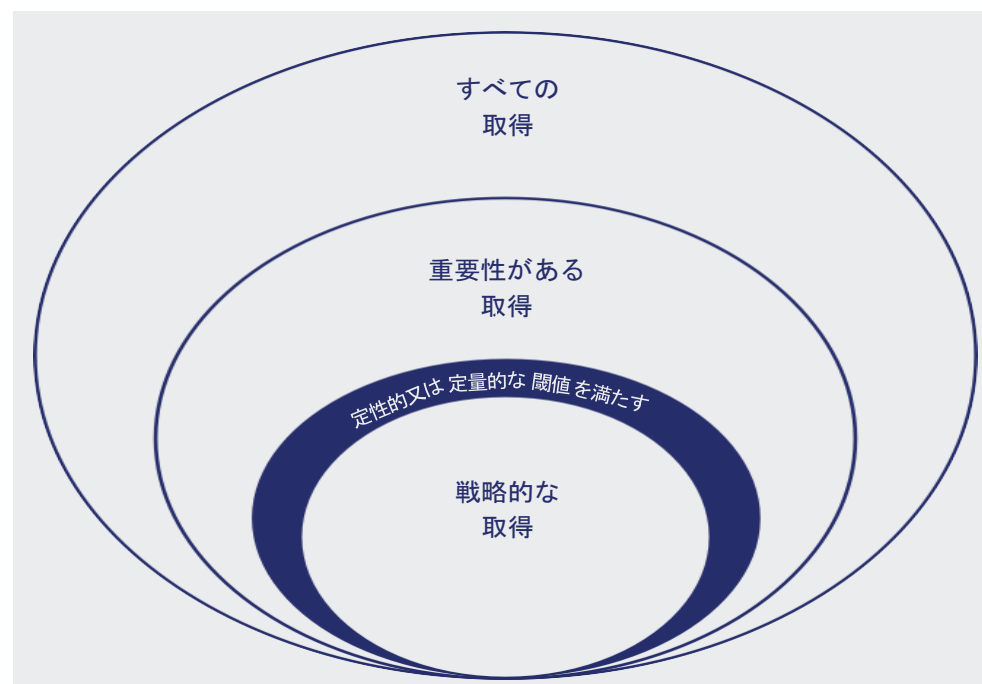 すべての
取得
重要性がある
取得
定性的又は 定量的な 閾値 を満たす
戦略的な
取得